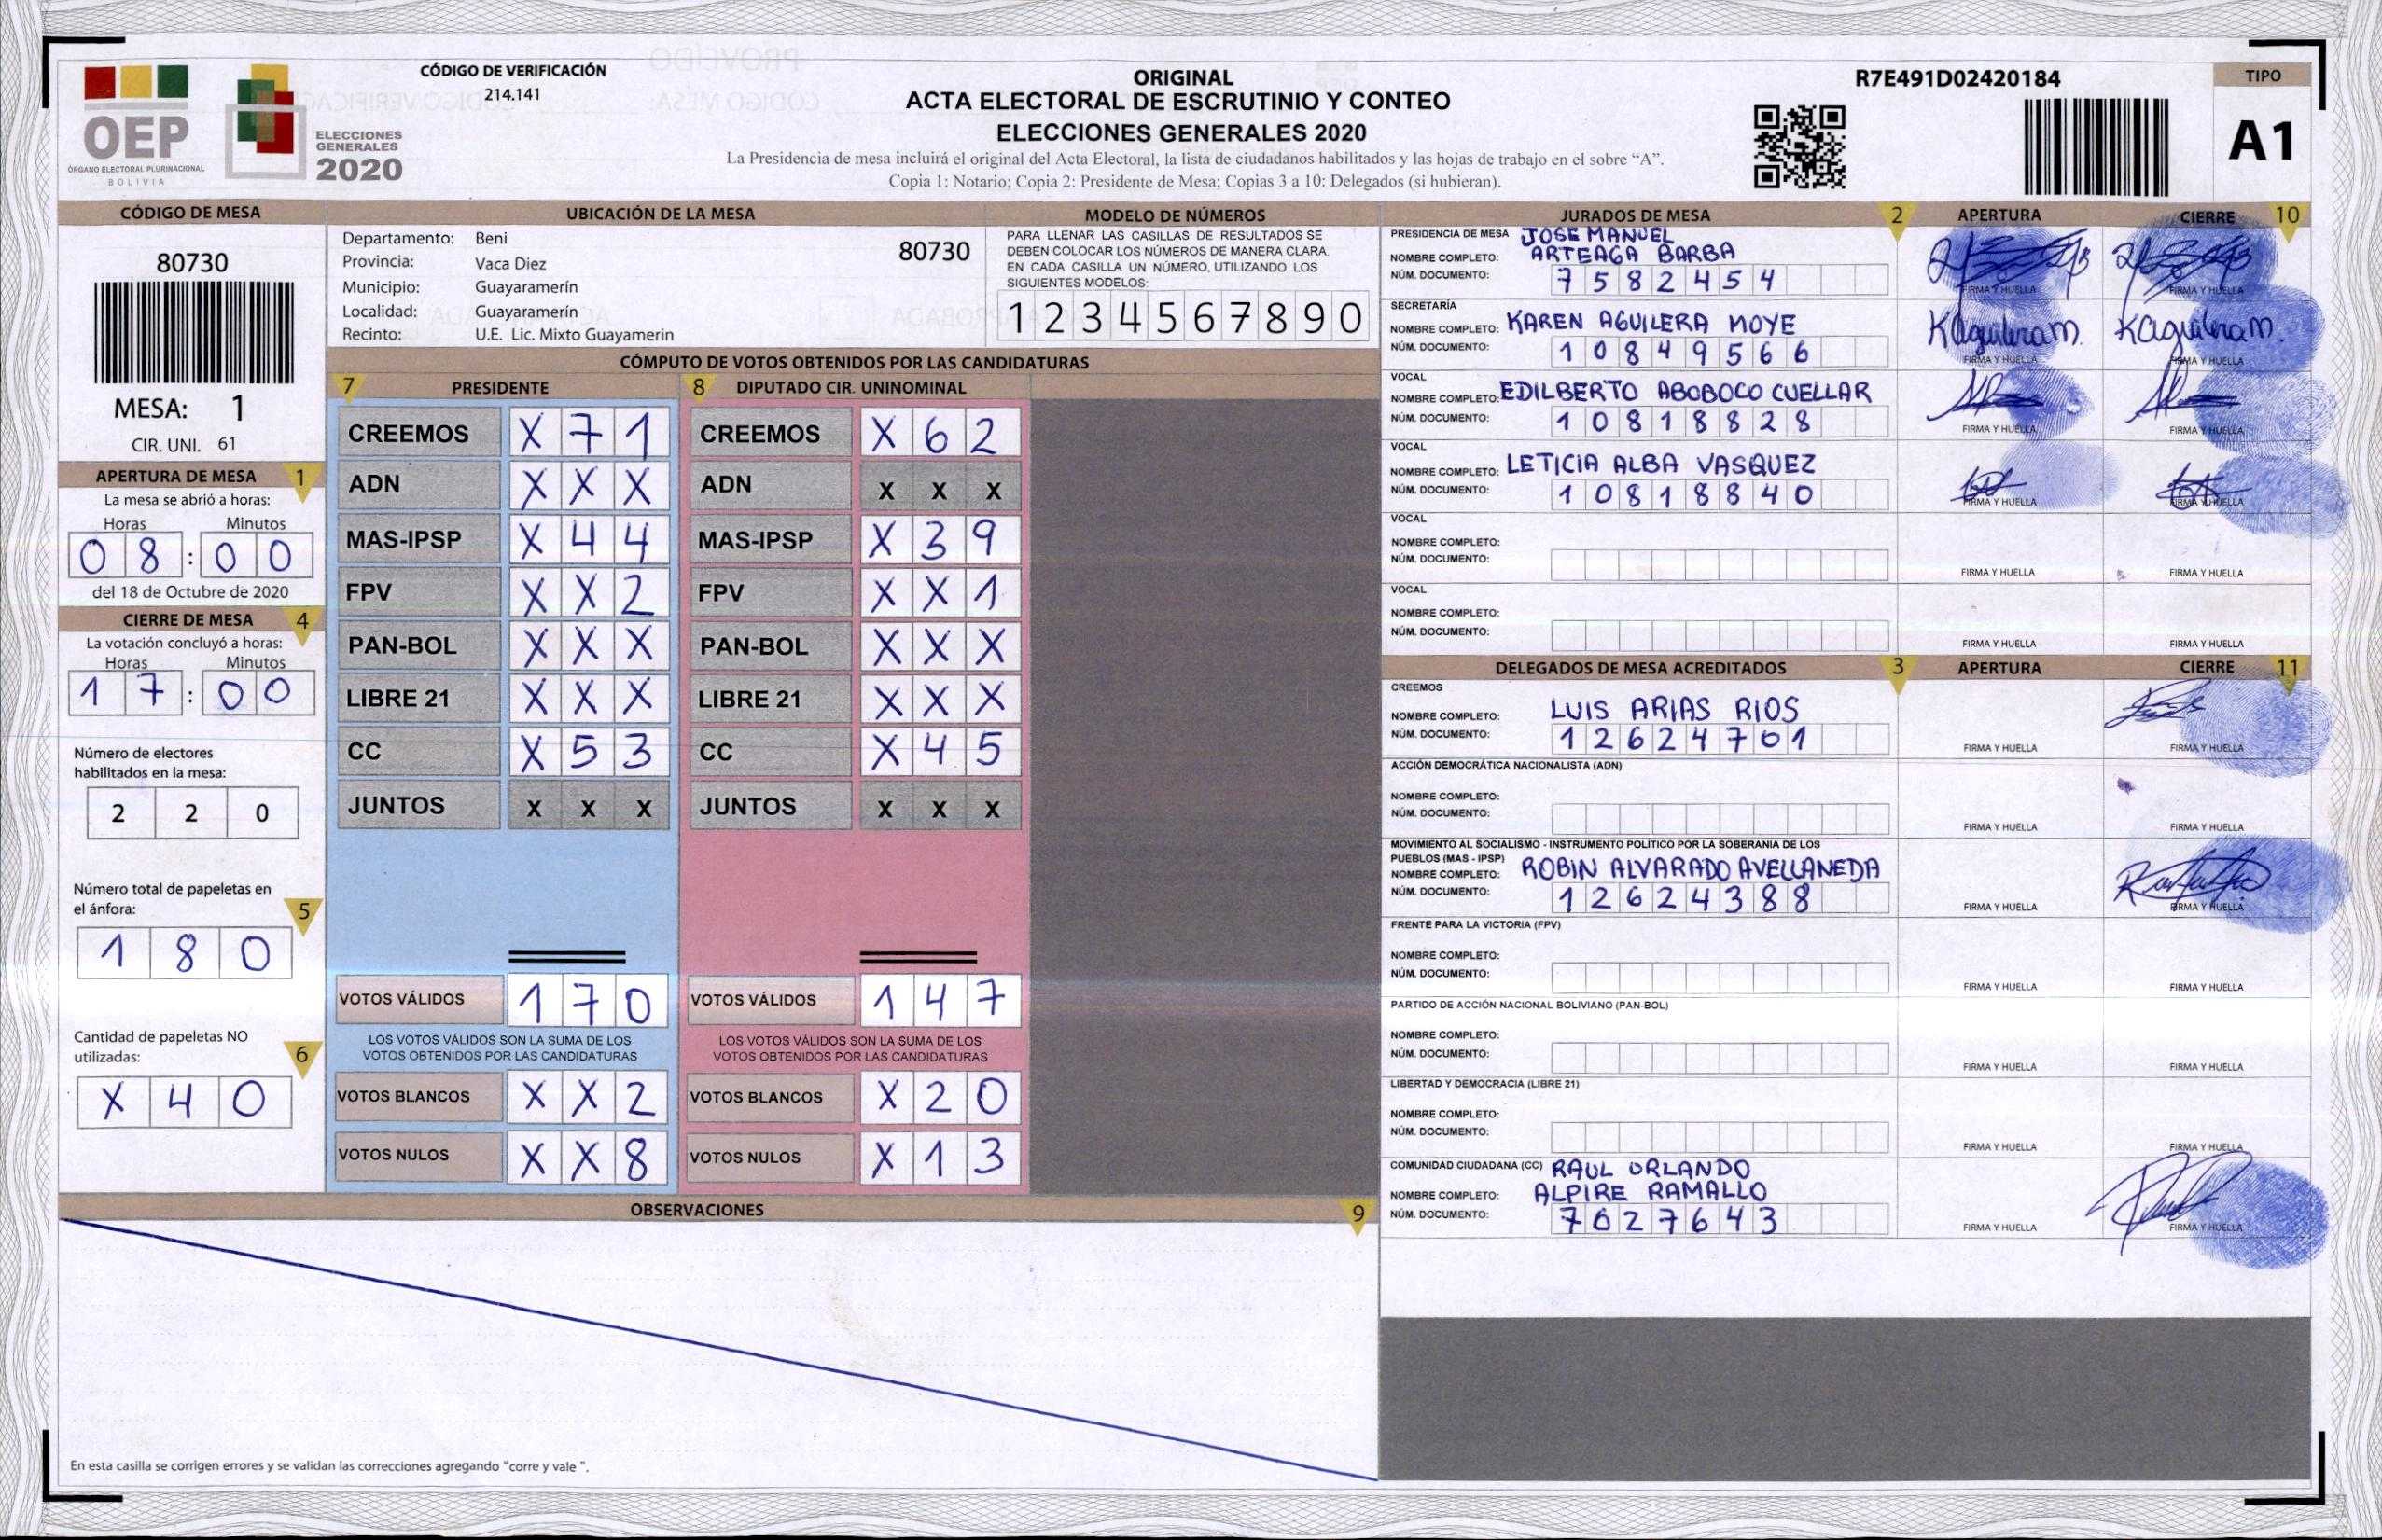 OEP
ÓRGANO ELECTORAL PLURINACIONAL
BOLIVIA
ELECCIONES
GENERALES
2020
CÓDIGO DE VERIFICACIÓN
214.141
ORIGINAL
ACTA ELECTORAL DE ESCRUTINIO Y CONTEO
ELECCIONES GENERALES 2020
La Presidencia de mesa incluirá el original del Acta Electoral, la lista de ciudadanos habilitados y las hojas de trabajo en el sobre “A”.
Copia 1: Notario; Copia 2: Presidente de Mesa; Copias 3 a 10: Delegados (si hubieran).
R7E491D02420184
TIPO
A1
CÓDIGO DE MESA
80730
MESA: 1
CIR. UNI. 61
APERTURA DE MESA 1
La mesa se abrió a horas:
Horas Minutos
0 8 : 0 0
del 18 de Octubre de 2020
CIERRE DE MESA 4
La votación concluyó a horas:
Horas Minutos
1 7 : 0 0
Número de electores
habilitados en la mesa:
2 2 0
Número total de papeletas en
el ánfora: 5
1 8 0
Cantidad de papeletas NO
utilizadas: 6
X 4 0
UBICACIÓN DE LA MESA
Departamento: Beni 80730
Provincia: Vaca Diez
Municipio: Guayaramerín
Localidad: Guayaramerín
Recinto: U.E. Lic. Mixto Guayamerin
MODELO DE NÚMEROS
PARA LLENAR LAS CASILLAS DE RESULTADOS SE
DEBEN COLOCAR LOS NÚMEROS DE MANERA CLARA.
EN CADA CASILLA UN NÚMERO, UTILIZANDO LOS
SIGUIENTES MODELOS:
1 2 3 4 5 6 7 8 9 0
CÓMPUTO DE VOTOS OBTENIDOS POR LAS CANDIDATURAS
7 PRESIDENTE 8 DIPUTADO CIR. UNINOMINAL
CREEMOS X 7 1 CREEMOS X 6 2
ADN X X X ADN X X X
MAS-IPSP X 4 4 MAS-IPSP X 3 9
FPV X X 2 FPV X X 1
PAN-BOL X X X PAN-BOL X X X
LIBRE 21 X X X LIBRE 21 X X X
CC X 5 3 CC X 4 5
JUNTOS X X X JUNTOS X X X
VOTOS VÁLIDOS 1 7 0 VOTOS VÁLIDOS 1 4 7
LOS VOTOS VÁLIDOS SON LA SUMA DE LOS LOS VOTOS VÁLIDOS SON LA SUMA DE LOS
VOTOS OBTENIDOS POR LAS CANDIDATURAS VOTOS OBTENIDOS POR LAS CANDIDATURAS
VOTOS BLANCOS X X 2 VOTOS BLANCOS X 2 0
VOTOS NULOS X X 8 VOTOS NULOS X 1 3
OBSERVACIONES 9
En esta casilla se corrigen errores y se validan las correcciones agregando "corre y vale ".
JURADOS DE MESA 2 APERTURA CIERRE 10
PRESIDENCIA DE MESA JOSE MANUEL
NOMBRE COMPLETO: ARTEAGA BARBA
NÚM. DOCUMENTO: 7 5 8 2 4 5 4 FIRMA Y HUELLA FIRMA Y HUELLA
SECRETARÍA
NOMBRE COMPLETO: KAREN AGUILERA MOYE KAguileram. KAguileram.
NÚM. DOCUMENTO: 1 0 8 4 9 5 6 6 FIRMA Y HUELLA FIRMA Y HUELLA
VOCAL
NOMBRE COMPLETO: EDILBERTO ABOBOCO CUELLAR
NÚM. DOCUMENTO: 1 0 8 1 8 8 2 8 FIRMA Y HUELLA FIRMA Y HUELLA
VOCAL
NOMBRE COMPLETO: LETICIA ALBA VASQUEZ
NÚM. DOCUMENTO: 1 0 8 1 8 8 4 0 FIRMA Y HUELLA FIRMA Y HUELLA
VOCAL
NOMBRE COMPLETO:
NÚM. DOCUMENTO: FIRMA Y HUELLA FIRMA Y HUELLA
VOCAL
NOMBRE COMPLETO:
NÚM. DOCUMENTO: FIRMA Y HUELLA FIRMA Y HUELLA
DELEGADOS DE MESA ACREDITADOS 3 APERTURA CIERRE 11
CREEMOS
NOMBRE COMPLETO: LUIS ARIAS RIOS
NÚM. DOCUMENTO: 1 2 6 2 4 7 0 1 FIRMA Y HUELLA FIRMA Y HUELLA
ACCIÓN DEMOCRÁTICA NACIONALISTA (ADN)
NOMBRE COMPLETO:
NÚM. DOCUMENTO: FIRMA Y HUELLA FIRMA Y HUELLA
MOVIMIENTO AL SOCIALISMO - INSTRUMENTO POLÍTICO POR LA SOBERANIA DE LOS
PUEBLOS (MAS - IPSP)
NOMBRE COMPLETO: ROBIN ALVARADO AVELLANEDA
NÚM. DOCUMENTO: 1 2 6 2 4 3 8 8 FIRMA Y HUELLA FIRMA Y HUELLA
FRENTE PARA LA VICTORIA (FPV)
NOMBRE COMPLETO:
NÚM. DOCUMENTO: FIRMA Y HUELLA FIRMA Y HUELLA
PARTIDO DE ACCIÓN NACIONAL BOLIVIANO (PAN-BOL)
NOMBRE COMPLETO:
NÚM. DOCUMENTO: FIRMA Y HUELLA FIRMA Y HUELLA
LIBERTAD Y DEMOCRACIA (LIBRE 21)
NOMBRE COMPLETO:
NÚM. DOCUMENTO: FIRMA Y HUELLA FIRMA Y HUELLA
COMUNIDAD CIUDADANA (CC) RAUL ORLANDO
NOMBRE COMPLETO: ALPIRE RAMALLO
NÚM. DOCUMENTO: 7 6 2 7 6 4 3 FIRMA Y HUELLA FIRMA Y HUELLA